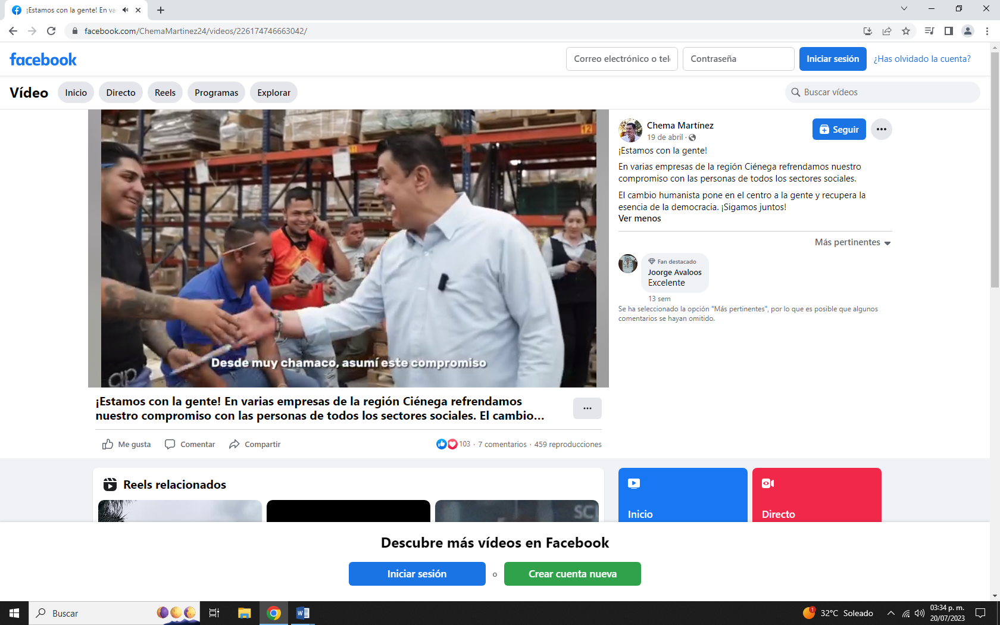 ¡Estamos con la gente! En va
facebook.com/ChemaMartinez24/videos/226174746663042/
facebook
Correo electrónico o tel
Contraseña
Iniciar sesión
¿Has olvidado la cuenta?
Vídeo
Inicio
Directo
Reels
Programas
Explorar
Buscar vídeos
12
Desde muy chamaco, asumí este compromiso
Chema Martínez
19 de abril ·
Seguir
¡Estamos con la gente!
En varias empresas de la región Ciénega refrendamos nuestro
compromiso con las personas de todos los sectores sociales.
El cambio humanista pone en el centro a la gente y recupera la
esencia de la democracia. ¡Sigamos juntos!
Ver menos
Más pertinentes
Fan destacado
Joorge Avaloos
Excelente
13 sem
Se ha seleccionado la opción "Más pertinentes", por lo que es posible que algunos
comentarios se hayan omitido.
¡Estamos con la gente! En varias empresas de la región Ciénega refrendamos
nuestro compromiso con las personas de todos los sectores sociales. El cambio...
Me gusta
Comentar
Compartir
103 · 7 comentarios · 459 reproducciones
Reels relacionados
SC
Inicio
Directo
Descubre más vídeos en Facebook
Iniciar sesión
o
Crear cuenta nueva
Buscar
1
32°C Soleado
03:34 p. m.
20/07/2023